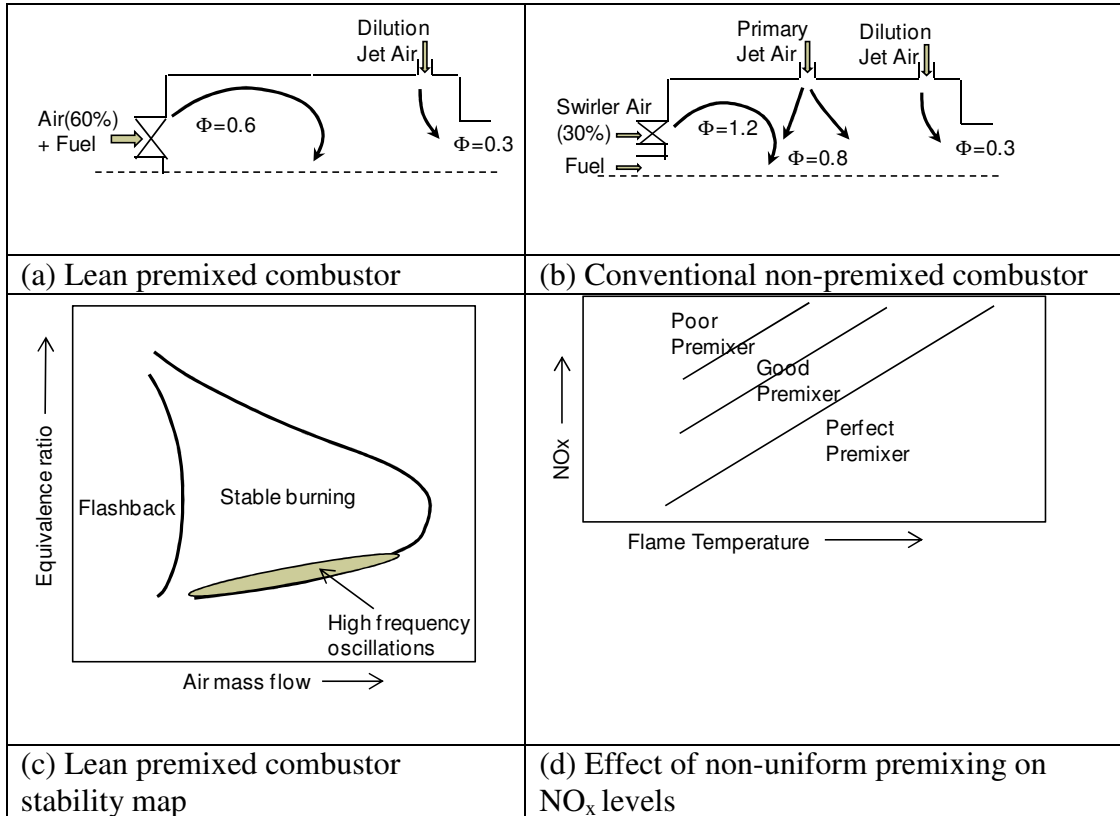 Dilution
Jet Air
Air(60%)
+ Fuel
Φ=0.6
Φ=0.3
(a) Lean premixed combustor
Primary
Jet Air
Dilution
Jet Air
Swirler Air
(30%)
Fuel
Φ=1.2
Φ=0.8
Φ=0.3
(b) Conventional non-premixed combustor
Equivalence ratio
Flashback
Stable burning
High frequency
oscillations
Air mass flow
(c) Lean premixed combustor
stability map
NOx
Poor
Premixer
Good
Premixer
Perfect
Premixer
Flame Temperature
(d) Effect of non-uniform premixing on
NOₓ levels